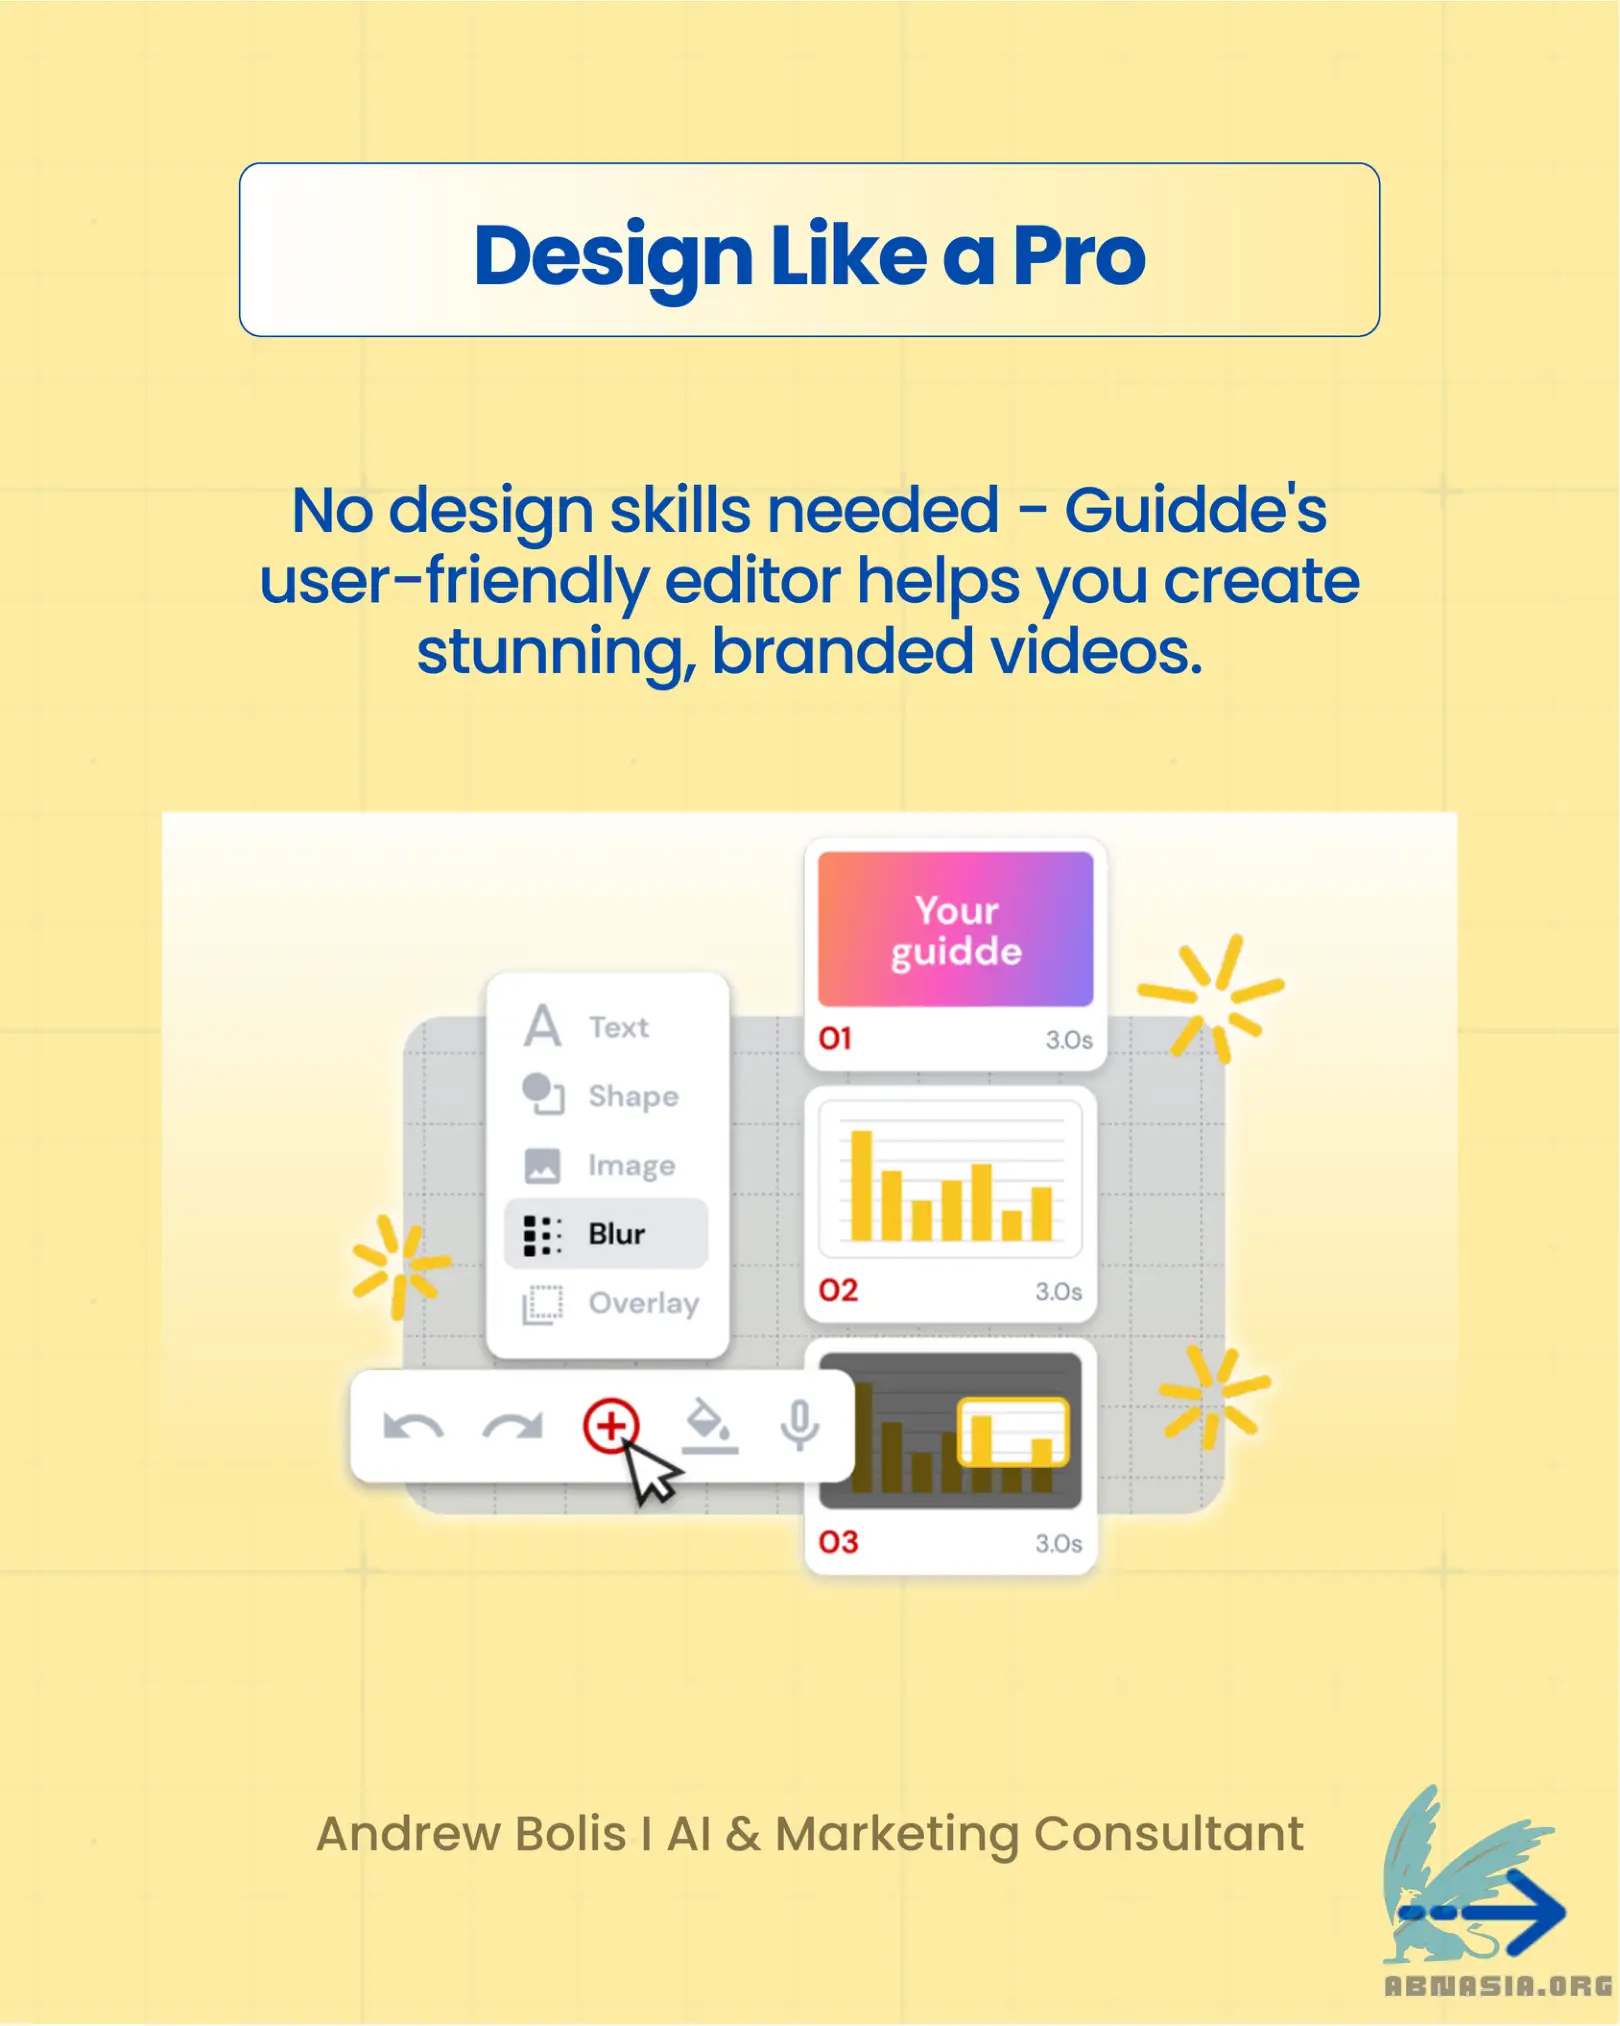 Design Like a Pro
No design skills needed - Guidde's
user-friendly editor helps you create
stunning, branded videos.
Your
guidde
01 3.0s
Text
Shape
Image
Blur
Overlay
02 3.0s
03 3.0s
Andrew Bolis I AI & Marketing Consultant
ABNASIA.ORG